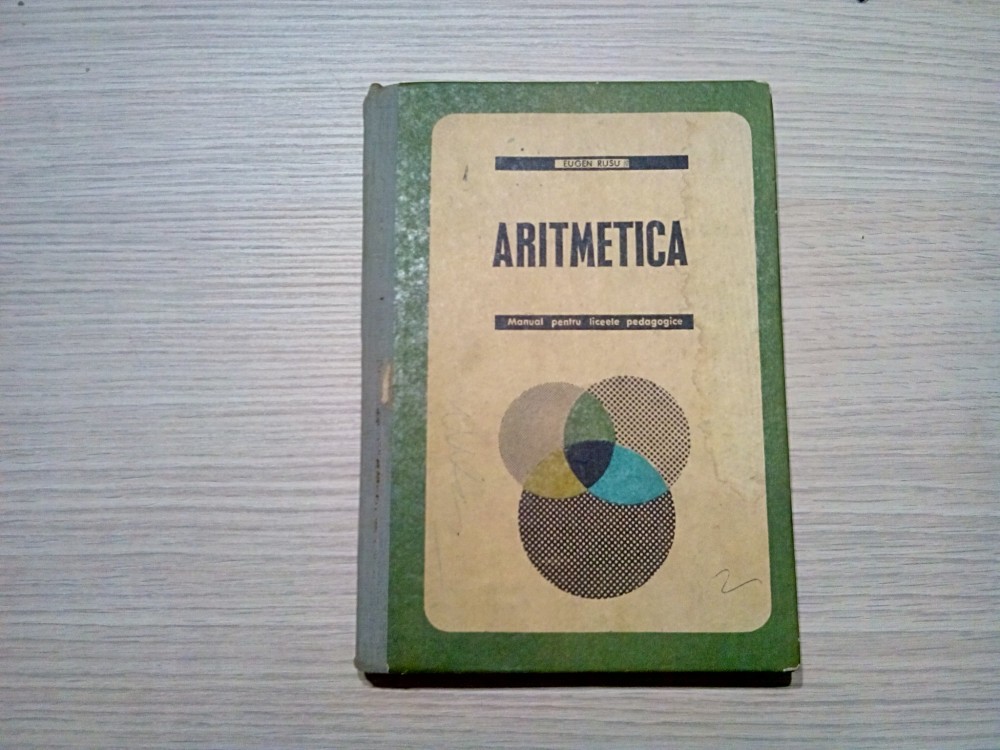 EUGEN RUSU
ARITMETICA
Manual pentru liceele pedagogice